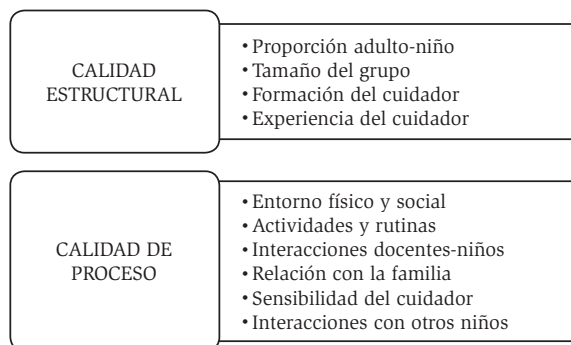 CALIDAD
ESTRUCTURAL
• Proporción adulto-niño
• Tamaño del grupo
• Formación del cuidador
• Experiencia del cuidador
CALIDAD DE
PROCESO
• Entorno físico y social
• Actividades y rutinas
• Interacciones docentes-niños
• Relación con la familia
• Sensibilidad del cuidador
• Interacciones con otros niños